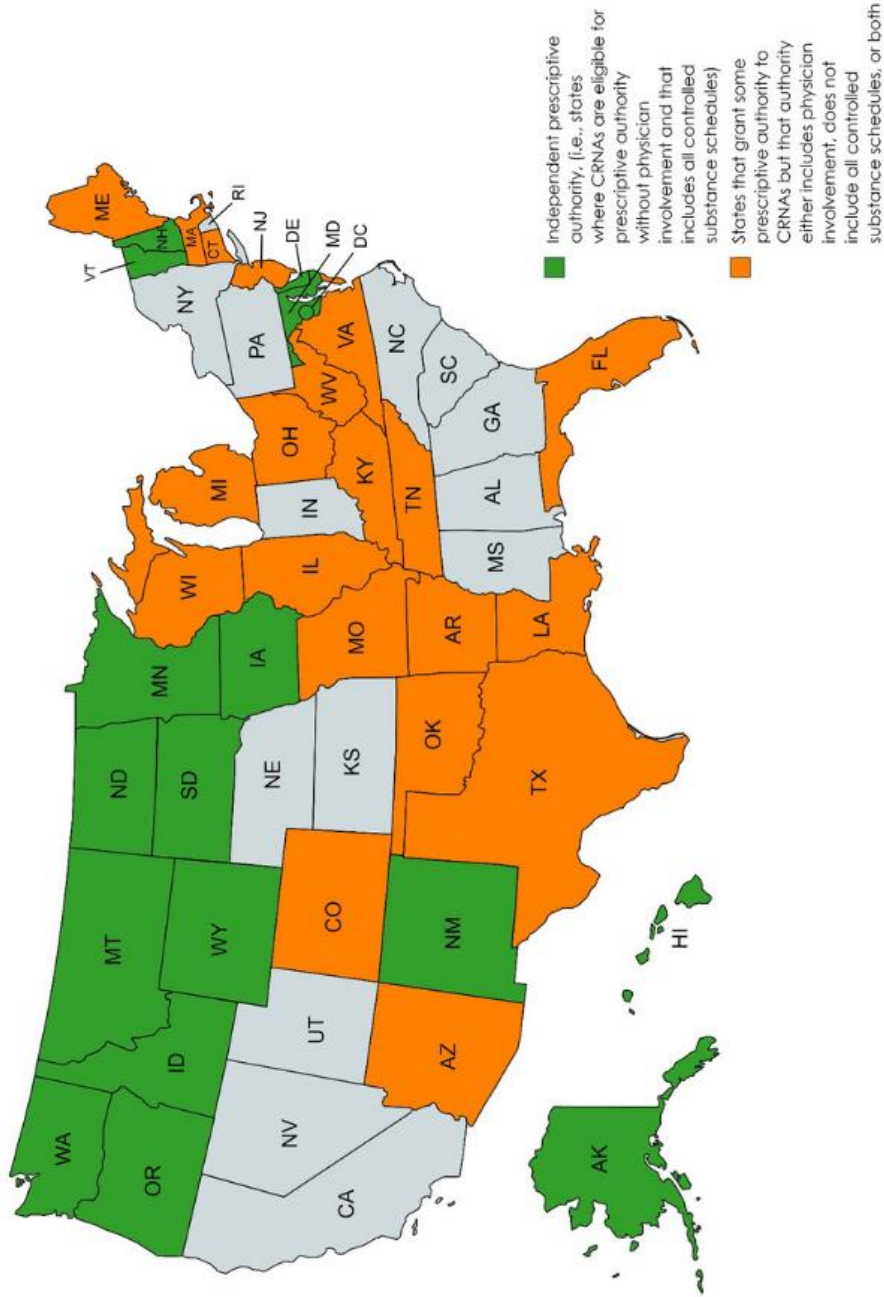 WA
OR
CA
NV
ID
MT
WY
UT
AZ
CO
NM
ND
SD
NE
KS
OK
TX
MN
IA
MO
AR
LA
WI
IL
MI
IN
OH
KY
TN
MS
AL
GA
FL
SC
NC
VA
WV
PA
NY
VT
NH
ME
MA
CT
RI
NJ
DE
MD
DC
AK
HI
Independent prescriptive
authority, (i.e., states
where CRNAs are eligible for
prescriptive authority
without physician
involvement and that
includes all controlled
substance schedules)
States that grant some
prescriptive authority to
CRNAs but that authority
either includes physician
involvement, does not
include all controlled
substance schedules, or both